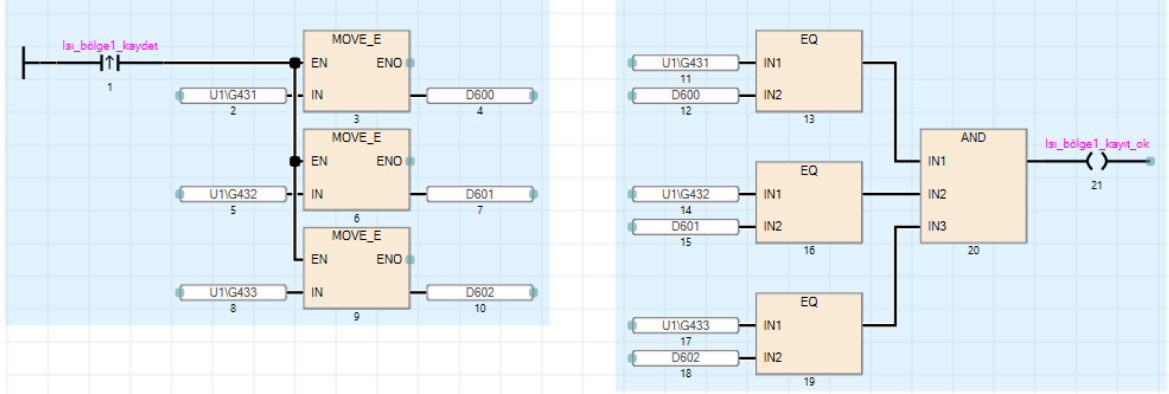 Isı_bölge1_kaydet
1
MOVE_E
EN
ENO
U1\G431
2
IN
D600
4
3
MOVE_E
EN
ENO
U1\G432
5
IN
D601
7
6
MOVE_E
EN
ENO
U1\G433
8
IN
D602
10
9
EQ
U1\G431
IN1
11
D600
IN2
12
13
EQ
U1\G432
IN1
14
D601
IN2
15
16
EQ
U1\G433
IN1
17
D602
IN2
18
19
AND
IN1
IN2
IN3
20
Isı_bölge1_kayıt_ok
21